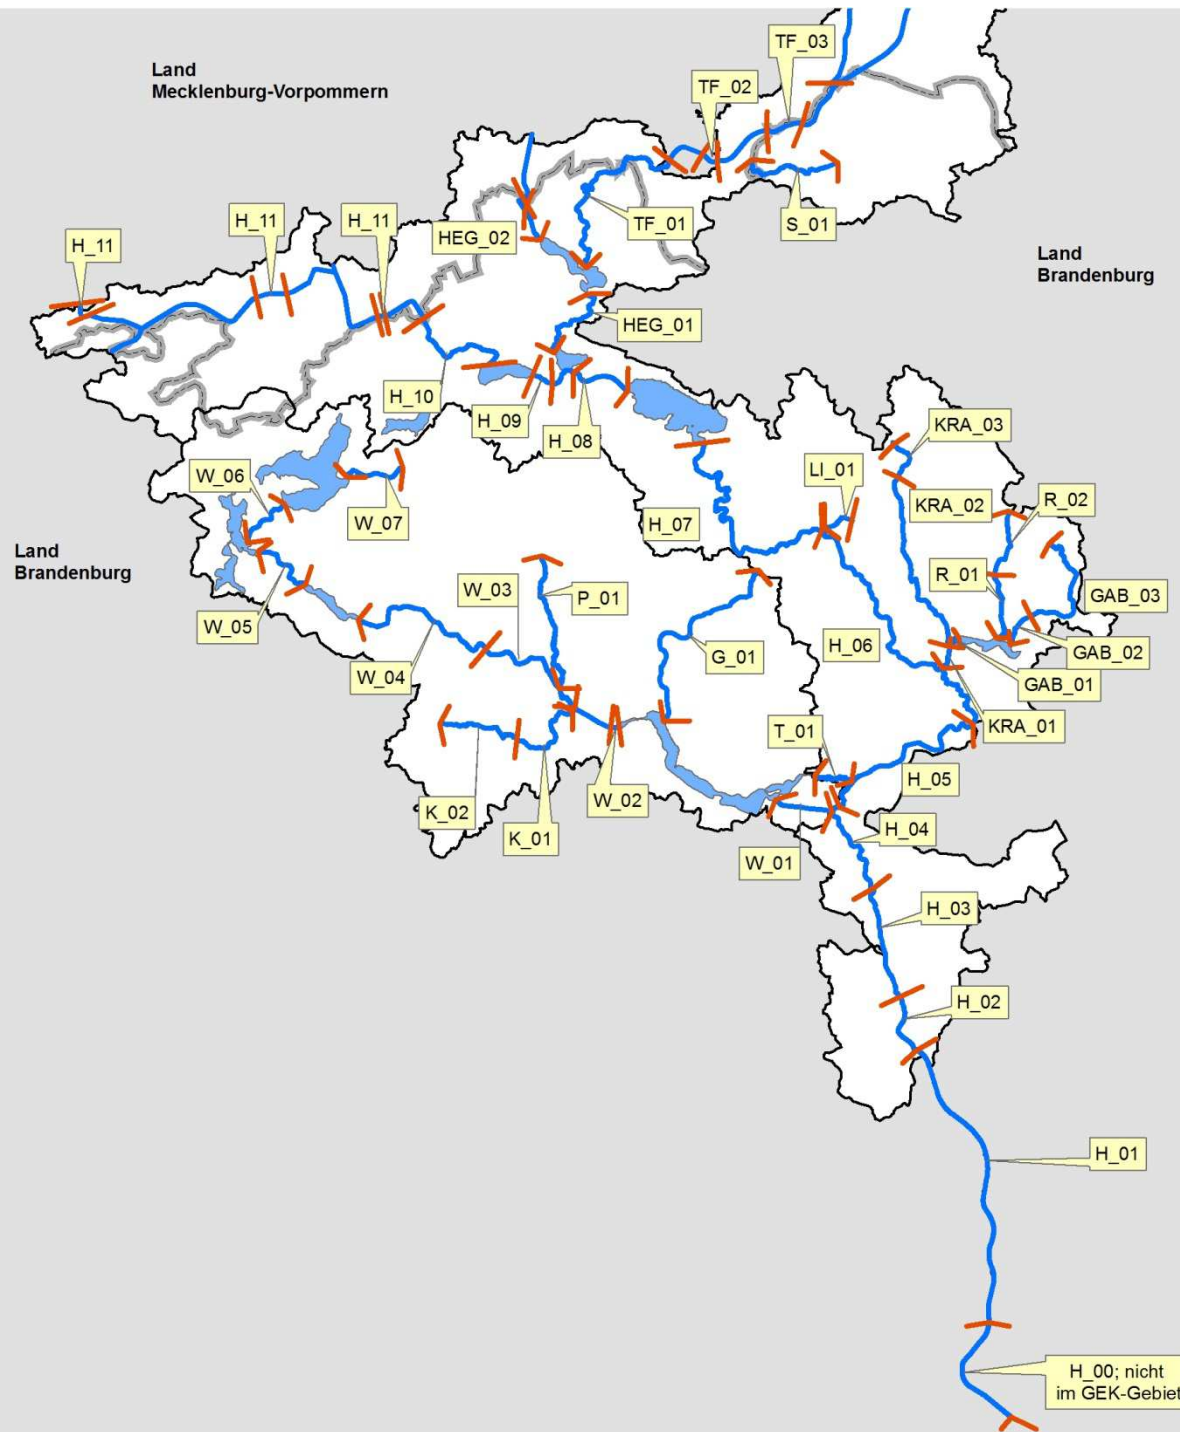 TF_03
Land
Mecklenburg-Vorpommern
TF_02
H_11
H_11
H_11
HEG_02
TF_01
S_01
Land
Brandenburg
HEG_01
H_10
H_09
H_08
KRA_03
LI_01
W_06
KRA_02
R_02
W_07
H_07
Land
Brandenburg
W_03
P_01
R_01
GAB_03
W_05
H_06
G_01
GAB_02
W_04
GAB_01
T_01
KRA_01
H_05
K_02
W_02
K_01
H_04
W_01
H_03
H_02
H_01
H_00; nicht
im GEK-Gebiet